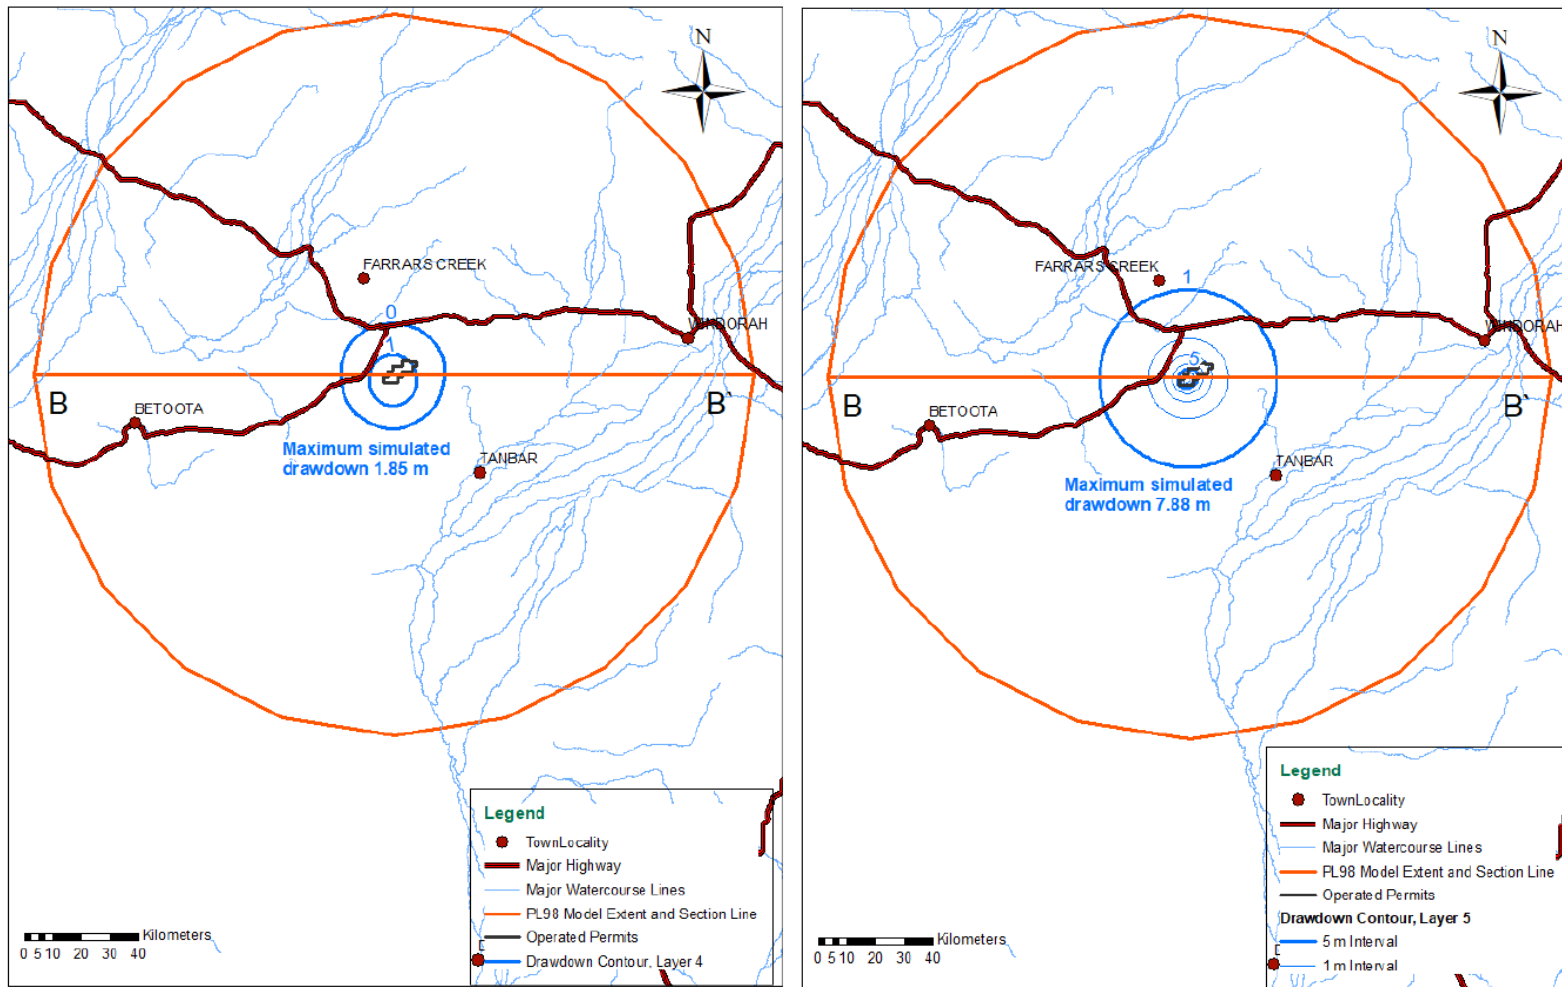 N
FARRARS CREEK
0
1
WINDORAH
B
B`
BETOOTA
Maximum simulated
drawdown 1.85 m
TANBAR
Legend
TownLocality
Major Highway
Major Watercourse Lines
PL98 Model Extent and Section Line
Operated Permits
Drawdown Contour, Layer 4
Kilometers
0 5 10 20 30 40
N
FARRARS CREEK
1
WINDORAH
5
B
B`
BETOOTA
TANBAR
Maximum simulated
drawdown 7.88 m
Legend
TownLocality
Major Highway
Major Watercourse Lines
PL98 Model Extent and Section Line
Operated Permits
Drawdown Contour, Layer 5
5 m Interval
1 m Interval
Kilometers
0 5 10 20 30 40